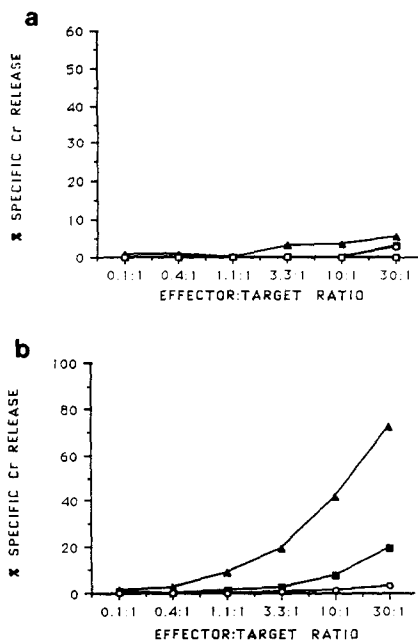 a
60
50
40
30
20
10
0
% SPECIFIC Cr RELEASE
0.1:1 0.4:1 1.1:1 3.3:1 10:1 30:1
EFFECTOR:TARGET RATIO
b
100
80
60
40
20
0
% SPECIFIC Cr RELEASE
0.1:1 0.4:1 1.1:1 3.3:1 10:1 30:1
EFFECTOR:TARGET RATIO